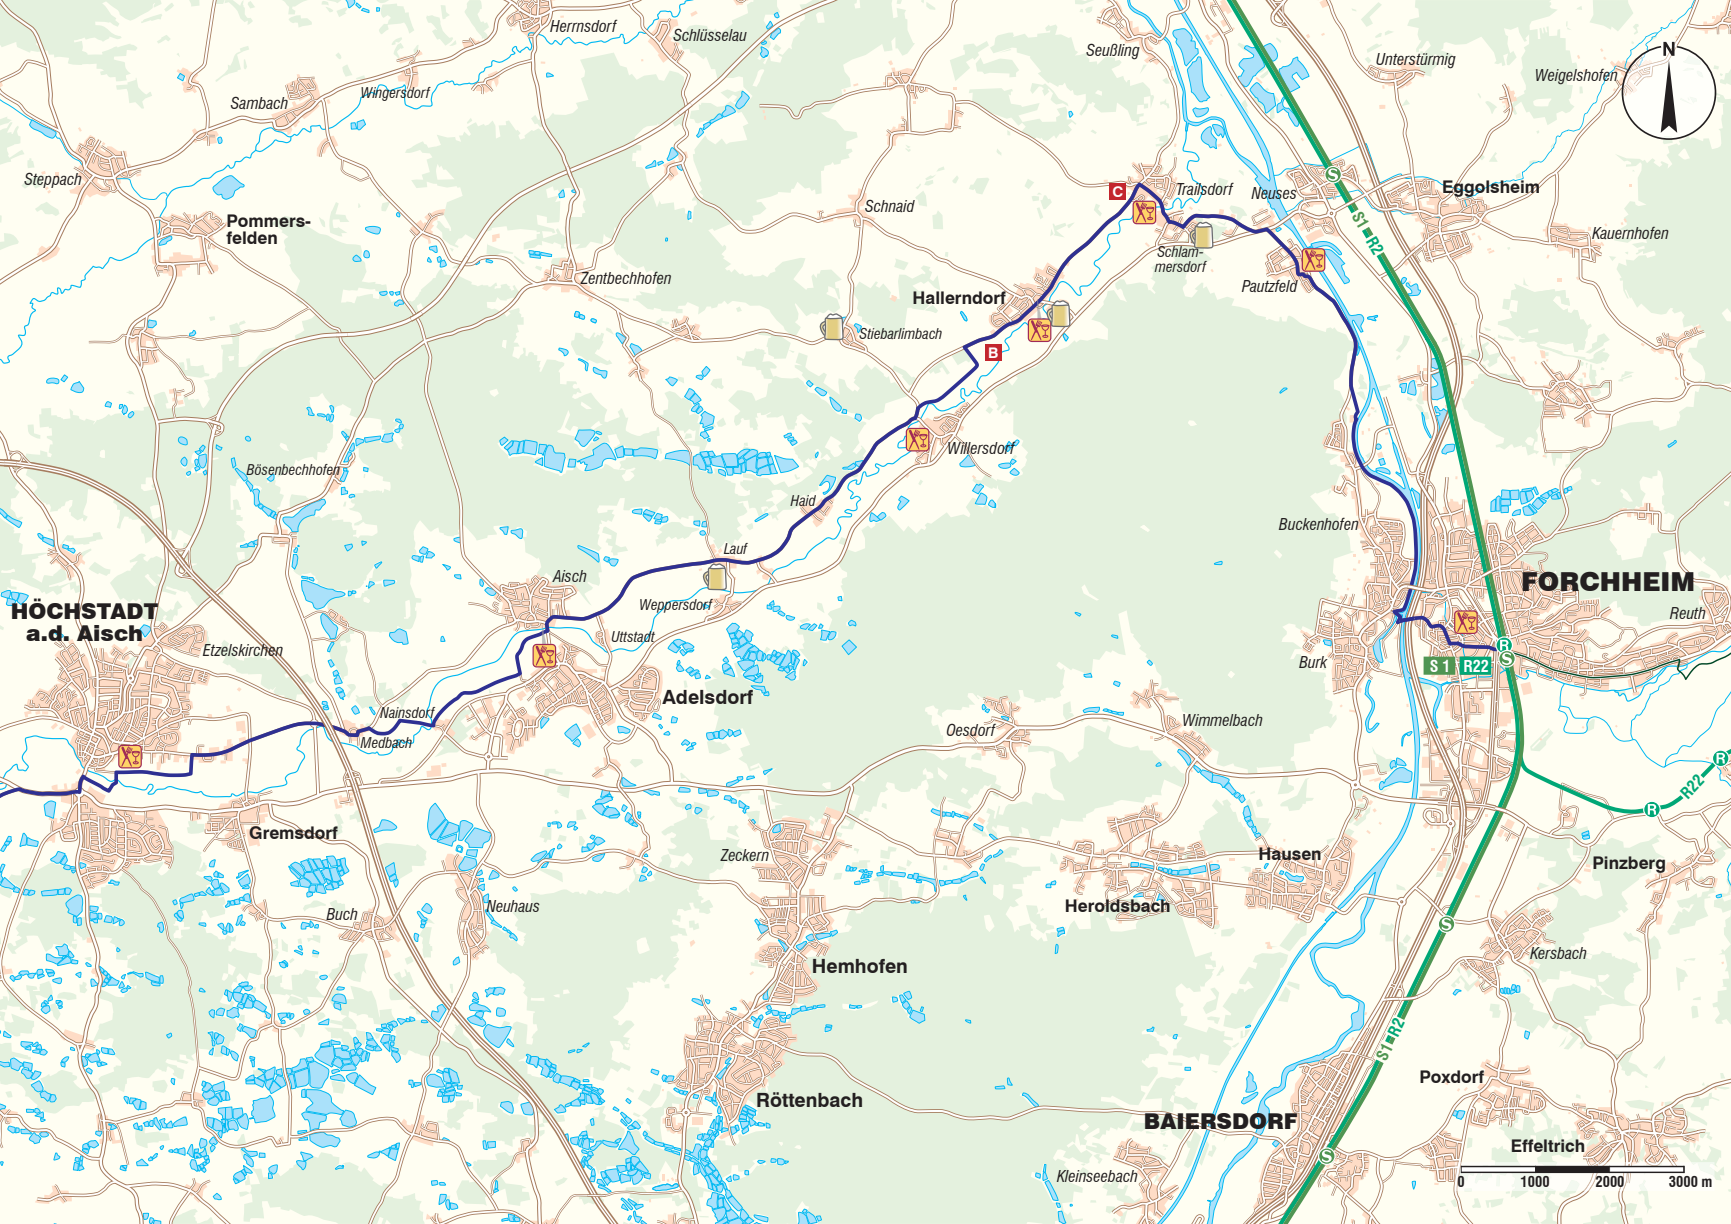 Herrnsdorf
Schlüsselau
Seußling
Unterstürmig
Weigelshofen
N
Sambach
Wingersdorf
Steppach
C
Trailsdorf
Neuses
S
Eggolsheim
Pommers-
felden
Schnaid
S1
R2
Kauernhofen
Schlam-
mersdorf
Zentbechhofen
Pautzfeld
Hallerndorf
Stiebarlimbach
B
Willersdorf
Bösenbechhofen
Haid
Buckenhofen
Lauf
Aisch
FORCHHEIM
HÖCHSTADT
a.d. Aisch
Weppersdorf
Reuth
Uttstadt
Etzelskirchen
Burk
R
S
S 1
R22
Adelsdorf
Nainsdorf
Medbach
Oesdorf
Wimmelbach
R
R22
R
Gremsdorf
Zeckern
Hausen
Pinzberg
Buch
Neuhaus
Heroldsbach
S
Kersbach
Hemhofen
S1
R2
Poxdorf
Röttenbach
BAIERSDORF
Effeltrich
S
Kleinseebach
0 1000 2000 3000 m